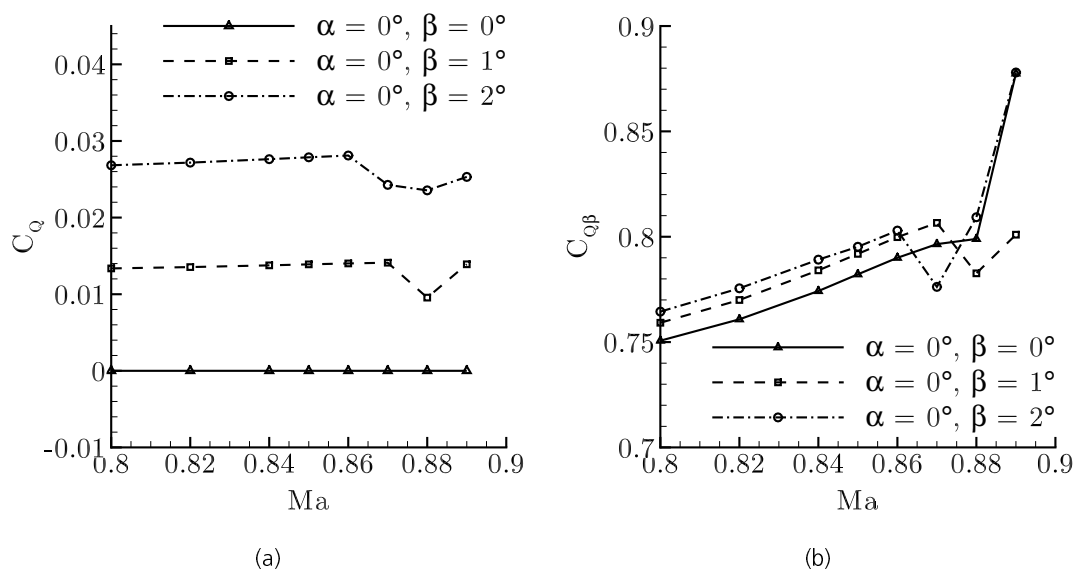 α = 0°, β = 0°
α = 0°, β = 1°
α = 0°, β = 2°
0.04
0.03
0.02
0.01
0
-0.01
C_Q
0.8 0.82 0.84 0.86 0.88 0.9
Ma
(a)
0.9
0.85
0.8
0.75
0.7
C_Qβ
α = 0°, β = 0°
α = 0°, β = 1°
α = 0°, β = 2°
0.8 0.82 0.84 0.86 0.88 0.9
Ma
(b)